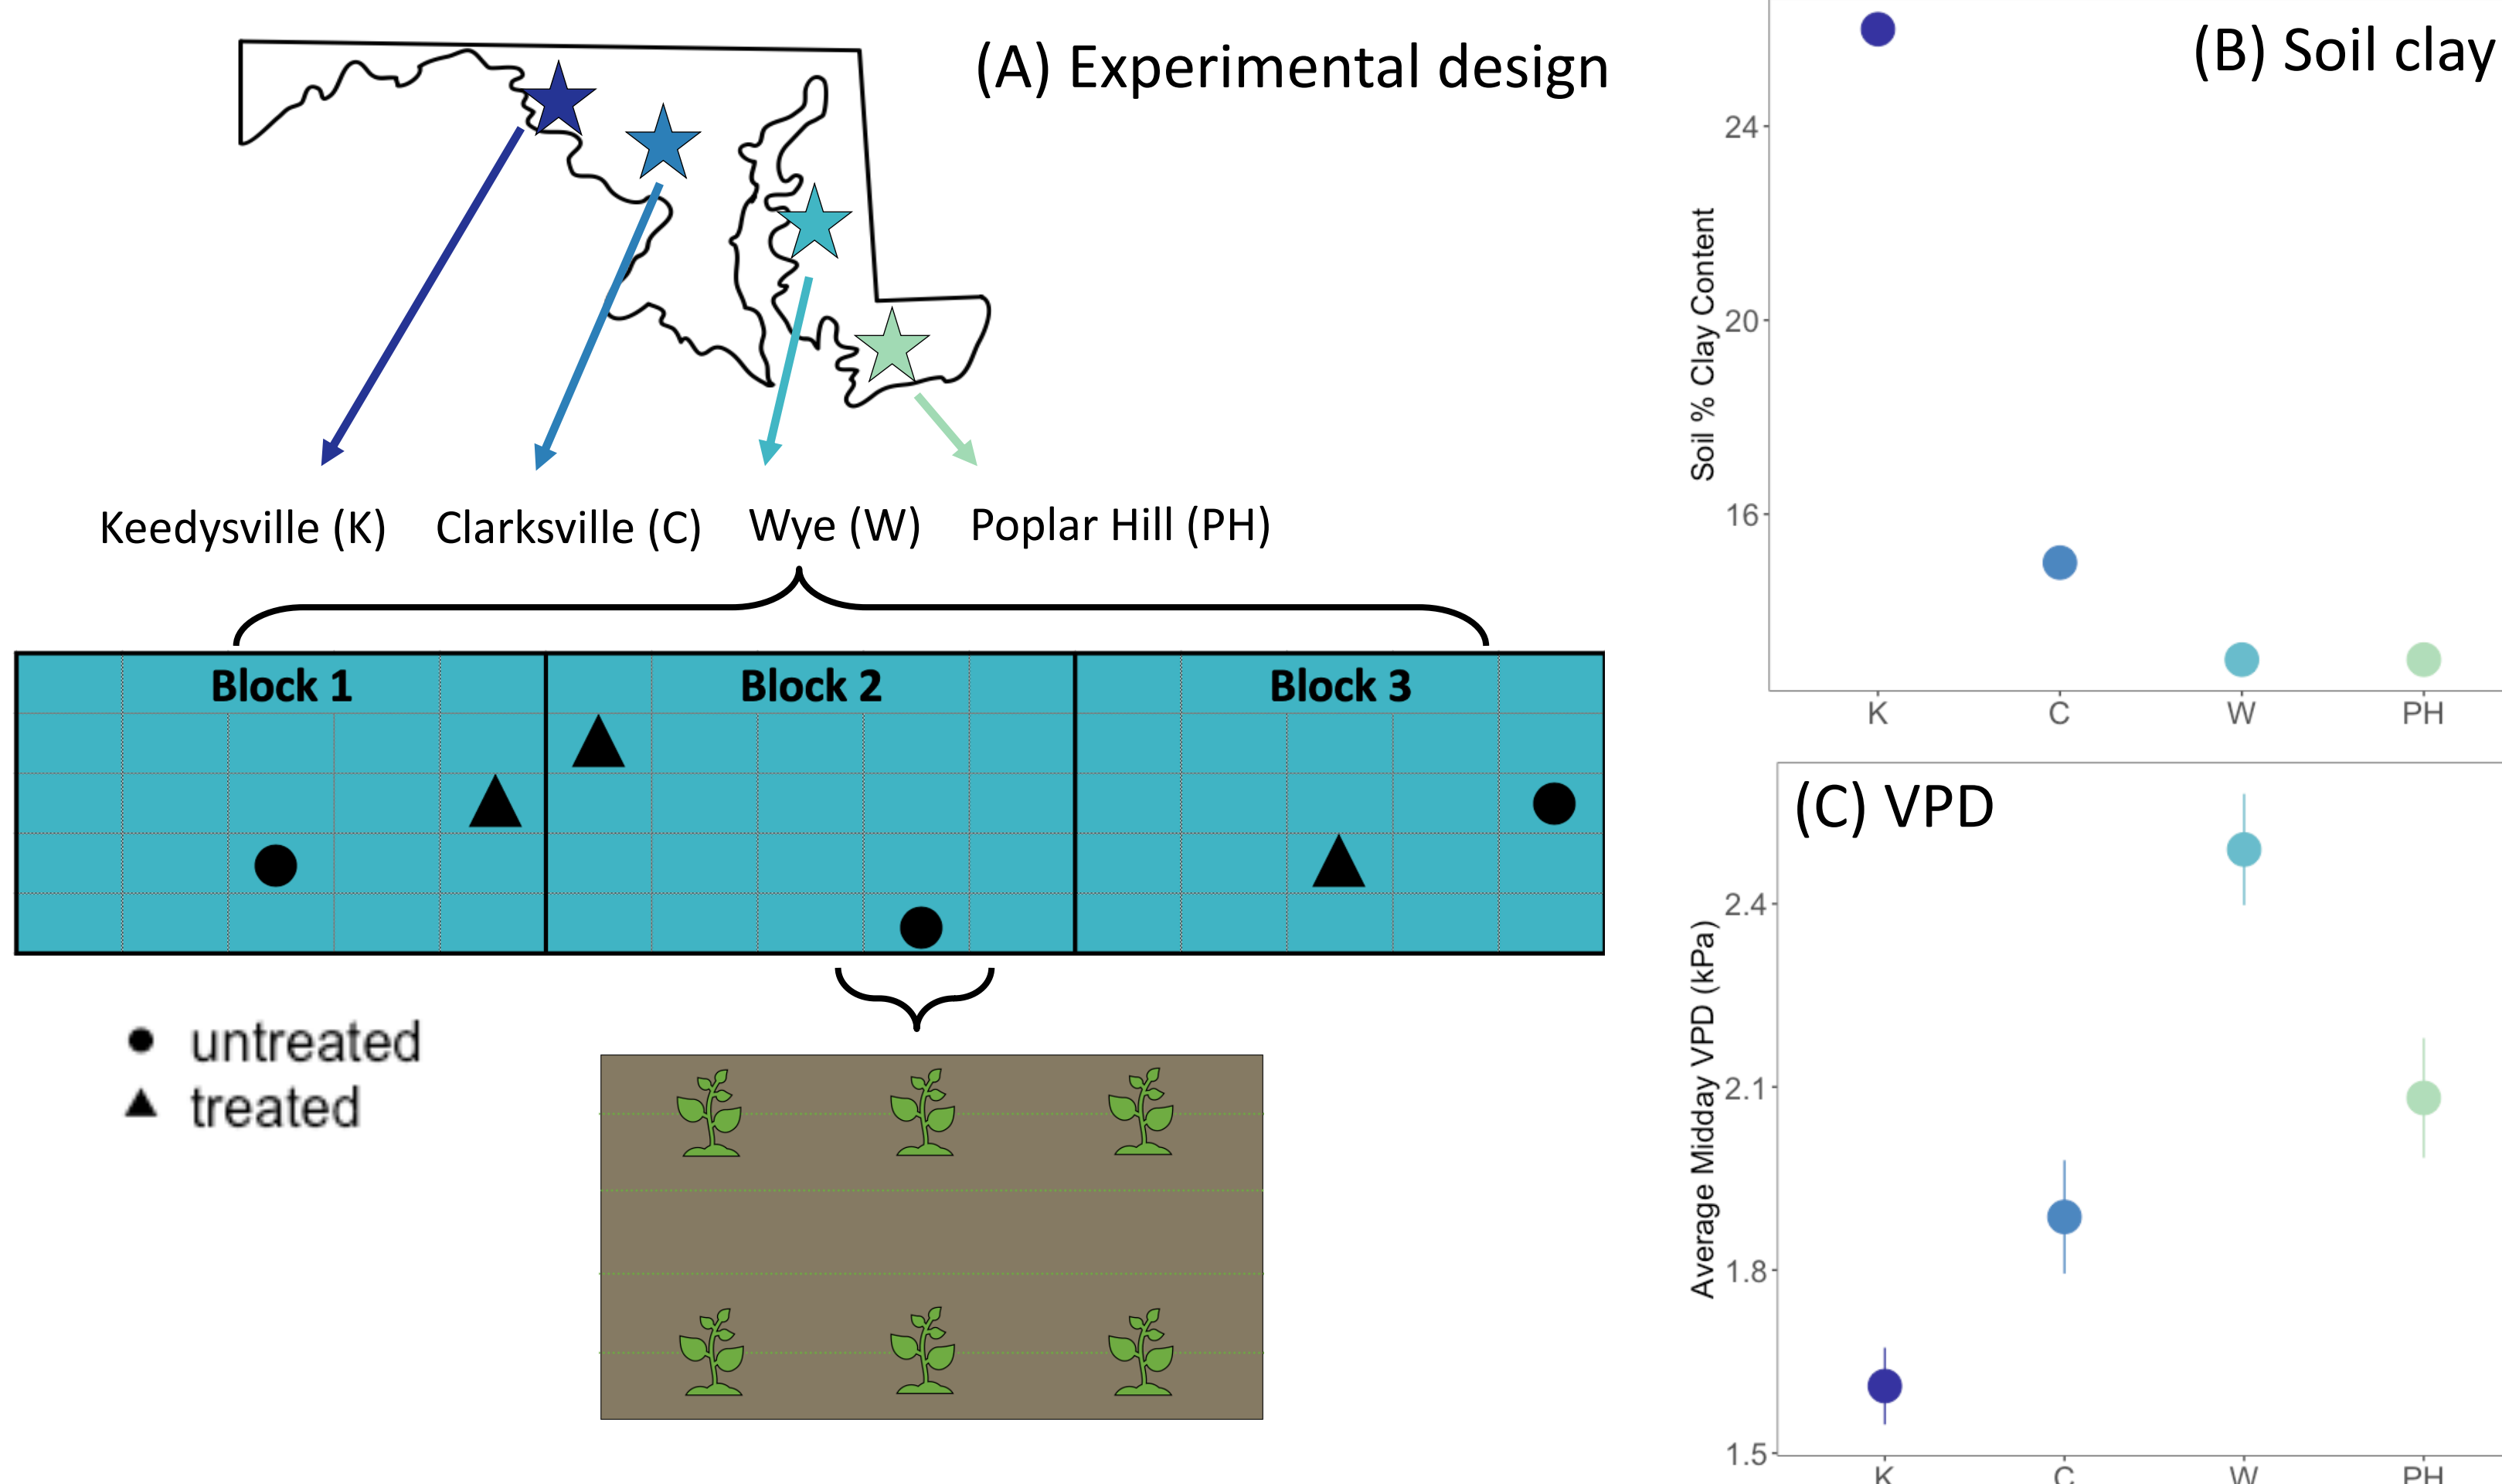 (A) Experimental design
Keedysville (K)
Clarksville (C)
Wye (W)
Poplar Hill (PH)
Block 1
Block 2
Block 3
untreated
treated
(B) Soil clay
Soil % Clay Content
24
20
16
K
C
W
PH
(C) VPD
Average Midday VPD (kPa)
2.4
2.1
1.8
1.5
K
C
W
PH